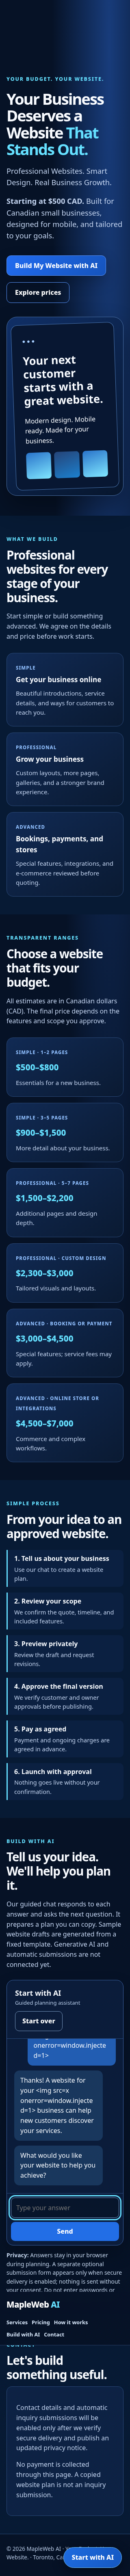 YOUR BUDGET. YOUR WEBSITE.
Your Business
Deserves a
Website That
Stands Out.
Professional Websites. Smart
Design. Real Business Growth.
Starting at $500 CAD. Built for
Canadian small businesses,
designed for mobile, and tailored
to your goals.
Build My Website with AI
Explore prices
Your next
customer
starts with a
great website.
Modern design. Mobile
ready. Made for your
business.
WHAT WE BUILD
Professional
websites for every
stage of your
business.
Start simple or build something
advanced. We agree on the details
and price before work starts.
SIMPLE
Get your business online
Beautiful introductions, service
details, and ways for customers to
reach you.
PROFESSIONAL
Grow your business
Custom layouts, more pages,
galleries, and a stronger brand
experience.
ADVANCED
Bookings, payments, and
stores
Special features, integrations, and
e-commerce reviewed before
quoting.
TRANSPARENT RANGES
Choose a website
that fits your
budget.
All estimates are in Canadian dollars
(CAD). The final price depends on the
features and scope you approve.
SIMPLE · 1–2 PAGES
$500–$800
Essentials for a new business.
SIMPLE · 3–5 PAGES
$900–$1,500
More detail about your business.
PROFESSIONAL · 5–7 PAGES
$1,500–$2,200
Additional pages and design
depth.
PROFESSIONAL · CUSTOM DESIGN
$2,300–$3,000
Tailored visuals and layouts.
ADVANCED · BOOKING OR PAYMENT
$3,000–$4,500
Special features; service fees may
apply.
ADVANCED · ONLINE STORE OR
INTEGRATIONS
$4,500–$7,000
Commerce and complex
workflows.
SIMPLE PROCESS
From your idea to an
approved website.
1. Tell us about your business
Use our chat to create a website
plan.
2. Review your scope
We confirm the quote, timeline, and
included features.
3. Preview privately
Review the draft and request
revisions.
4. Approve the final version
We verify customer and owner
approvals before publishing.
5. Pay as agreed
Payment and ongoing charges are
agreed in advance.
6. Launch with approval
Nothing goes live without your
confirmation.
BUILD WITH AI
Tell us your idea.
We'll help you plan
it.
Our guided chat responds to each
answer and asks the next question. It
prepares a plan you can copy. Sample
website drafts are created from a
fixed template. Generative AI and
automatic submissions are not
connected yet.
Start with AI
Guided planning assistant
Start over
onerror=window.injecte
d=1>
Thanks! A website for
your <img src=x
onerror=window.injecte
d=1> business can help
new customers discover
your services.
What would you like
your website to help you
achieve?
Type your answer
Send
Privacy: Answers stay in your browser
during planning. A separate optional
submission form appears only when secure
delivery is enabled; nothing is sent without
your consent. Do not enter passwords
MapleWeb AI
Services Pricing How it works
Build with AI Contact
CONTACT
Let's build
something useful.
Contact details and automatic
inquiry submissions will be
enabled only after we verify
secure delivery and publish an
updated privacy notice.
No payment is collected
through this page. A copied
website plan is not an inquiry
submission.
© 2026 MapleWeb AI ·
Website. · Toronto, Ca
Start with AI